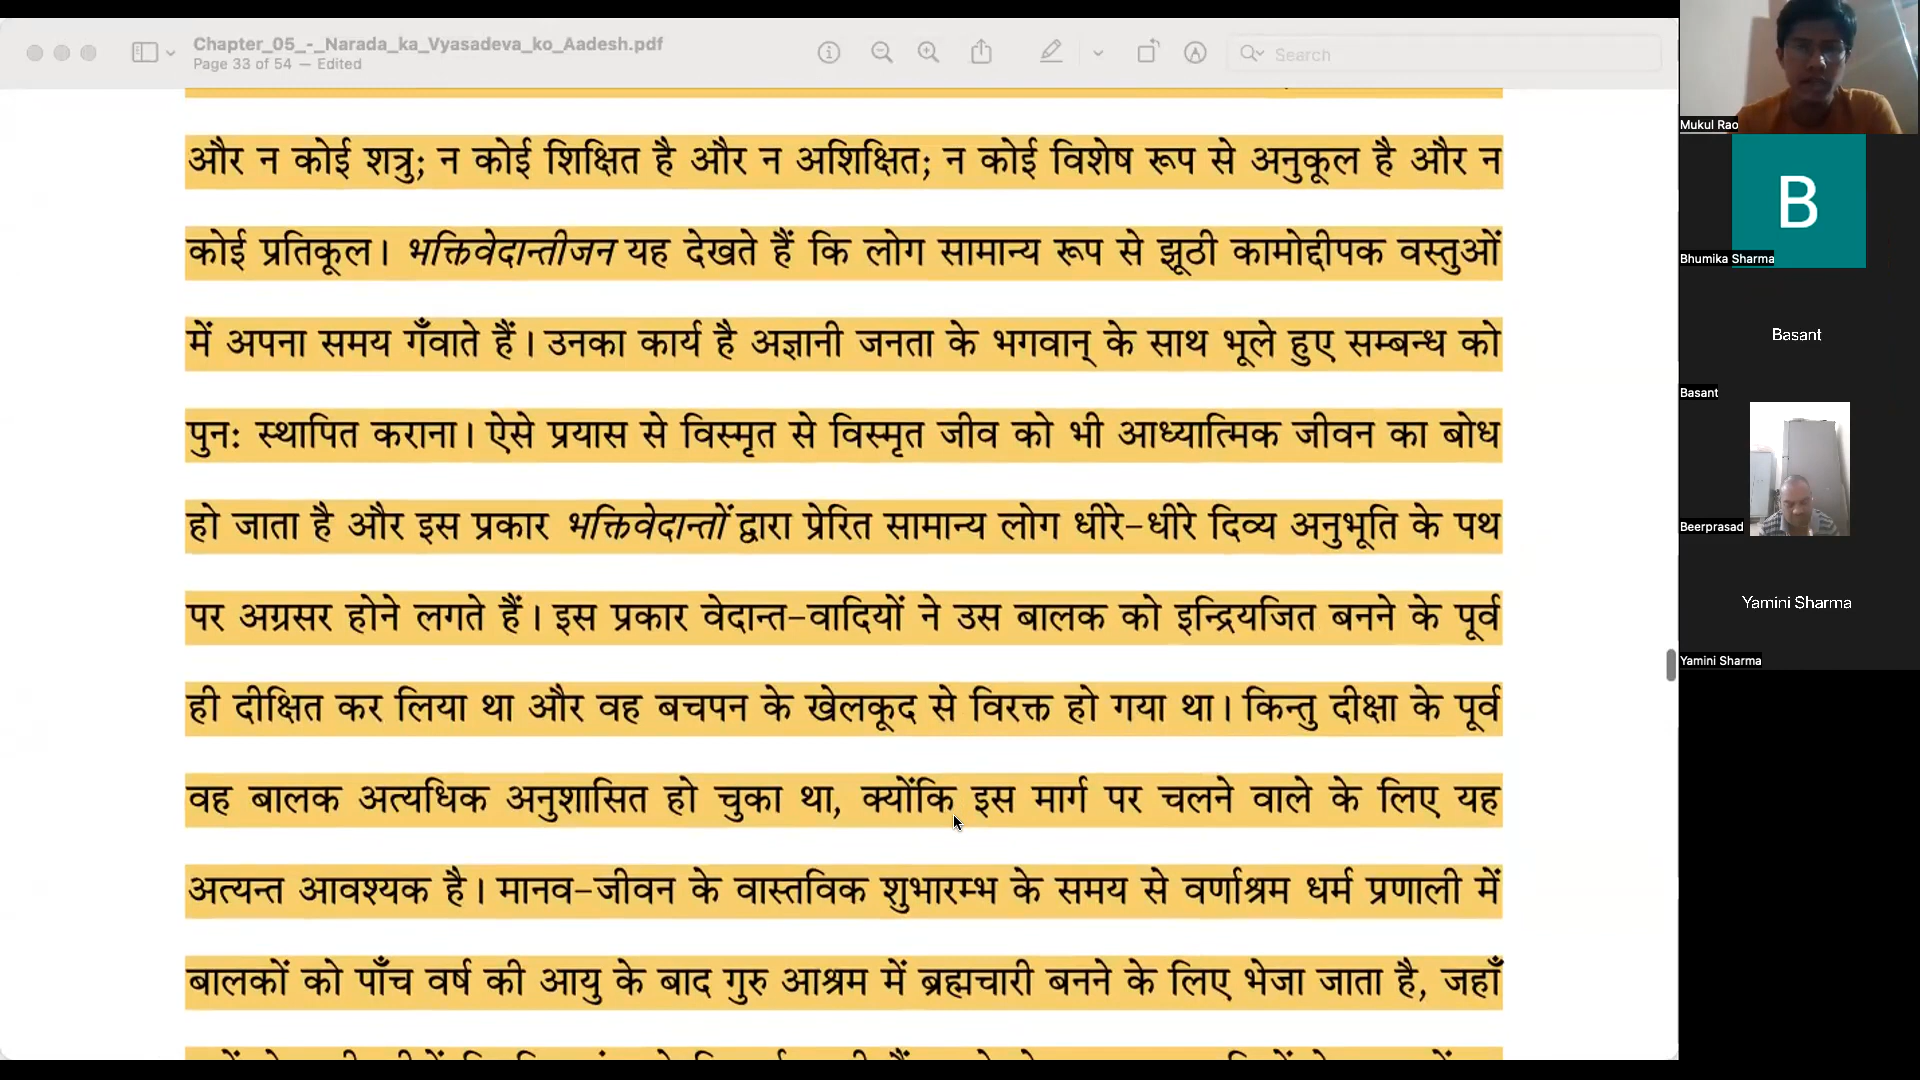 Chapter_05_-_Narada_ka_Vyasadeva_ko_Aadesh.pdf
Page 33 of 54 — Edited
Search
और न कोई शत्रु; न कोई शिक्षित है और न अशिक्षित; न कोई विशेष रूप से अनुकूल है और न
कोई प्रतिकूल। भक्तिवेदान्तीजन यह देखते हैं कि लोग सामान्य रूप से झूठी कामोद्दीपक वस्तुओं
में अपना समय गँवाते हैं। उनका कार्य है अज्ञानी जनता के भगवान् के साथ भूले हुए सम्बन्ध को
पुन: स्थापित कराना। ऐसे प्रयास से विस्मृत से विस्मृत जीव को भी आध्यात्मिक जीवन का बोध
हो जाता है और इस प्रकार भक्तिवेदान्तों द्वारा प्रेरित सामान्य लोग धीरे-धीरे दिव्य अनुभूति के पथ
पर अग्रसर होने लगते हैं। इस प्रकार वेदान्त-वादियों ने उस बालक को इन्द्रियजित बनने के पूर्व
ही दीक्षित कर लिया था और वह बचपन के खेलकूद से विरक्त हो गया था। किन्तु दीक्षा के पूर्व
वह बालक अत्यधिक अनुशासित हो चुका था, क्योंकि इस मार्ग पर चलने वाले के लिए यह
अत्यन्त आवश्यक है। मानव-जीवन के वास्तविक शुभारम्भ के समय से वर्णाश्रम धर्म प्रणाली में
बालकों को पाँच वर्ष की आयु के बाद गुरु आश्रम में ब्रह्मचारी बनने के लिए भेजा जाता है, जहाँ
Mukul Rao
B
Bhumika Sharma
Basant
Basant
Beerprasad
Yamini Sharma
Yamini Sharma